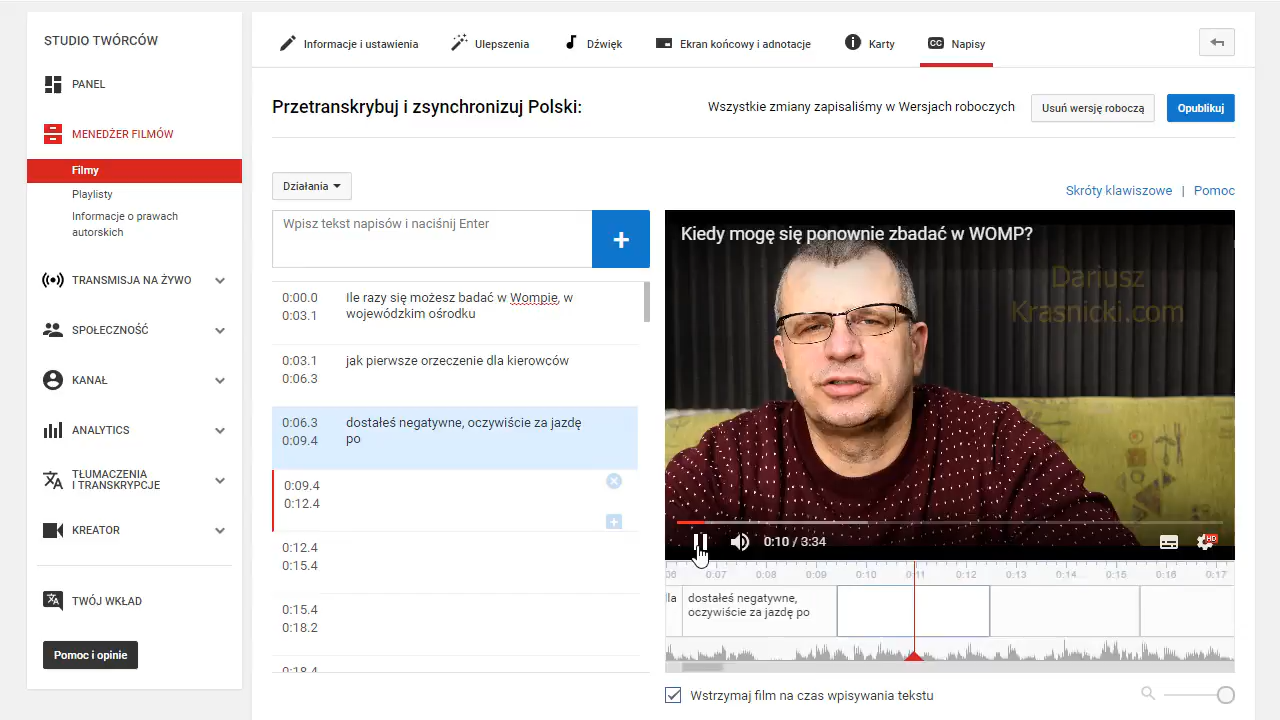 STUDIO TWÓRCÓW
PANEL
MENEDŻER FILMÓW
Filmy
Playlisty
Informacje o prawach
autorskich
TRANSMISJA NA ŻYWO
SPOŁECZNOŚĆ
KANAŁ
ANALYTICS
TŁUMACZENIA
I TRANSKRYPCJE
KREATOR
TWÓJ WKŁAD
Pomoc i opinie
Informacje i ustawienia
Ulepszenia
Dźwięk
Ekran końcowy i adnotacje
Karty
CC Napisy
Przetranskrybuj i zsynchronizuj Polski:
Wszystkie zmiany zapisaliśmy w Wersjach roboczych
Usuń wersję roboczą
Opublikuj
Działania
Skróty klawiszowe | Pomoc
Wpisz tekst napisów i naciśnij Enter
+
0:00.0 Ile razy się możesz badać w Wompie, w
0:03.1 wojewódzkim ośrodku
0:03.1 jak pierwsze orzeczenie dla kierowców
0:06.3
0:06.3 dostałeś negatywne, oczywiście za jazdę
0:09.4 po
0:09.4
0:12.4
0:12.4
0:15.4
0:15.4
0:18.2
0:18.4
Kiedy mogę się ponownie zbadać w WOMP?
Dariusz
Krasnicki.com
0:10 / 3:34
HD
06 0:07 0:08 0:09 0:10 0:11 0:12 0:13 0:14 0:15 0:16 0:17
lla dostałeś negatywne,
oczywiście za jazdę po
Wstrzymaj film na czas wpisywania tekstu